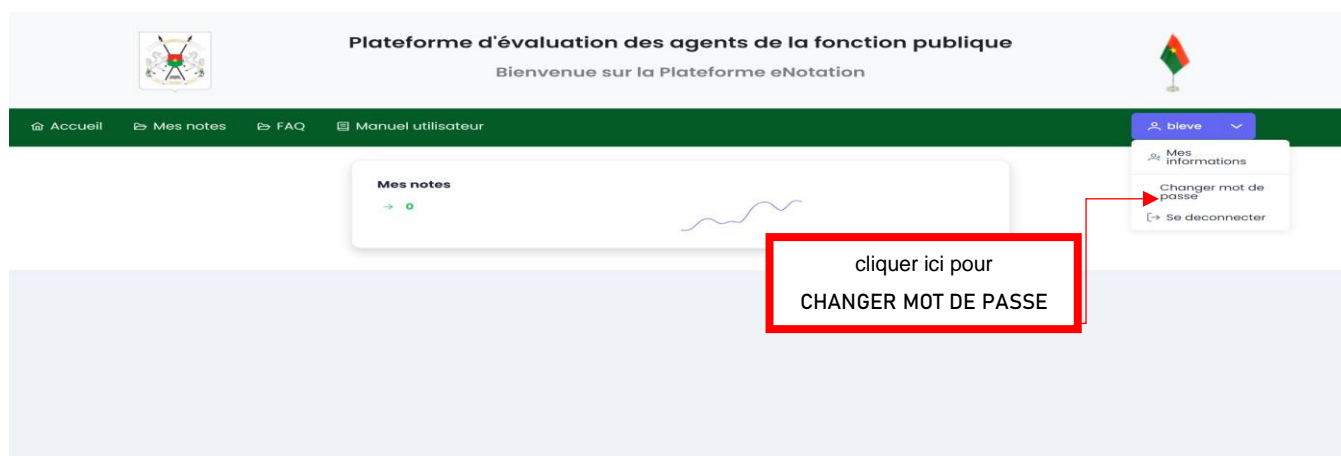 Plateforme d'évaluation des agents de la fonction publique
Bienvenue sur la Plateforme eNotation
Accueil Mes notes FAQ Manuel utilisateur
bieve
Mes
informations
Changer mot de
passe
Se deconnecter
Mes notes
→ 0
cliquer ici pour
CHANGER MOT DE PASSE